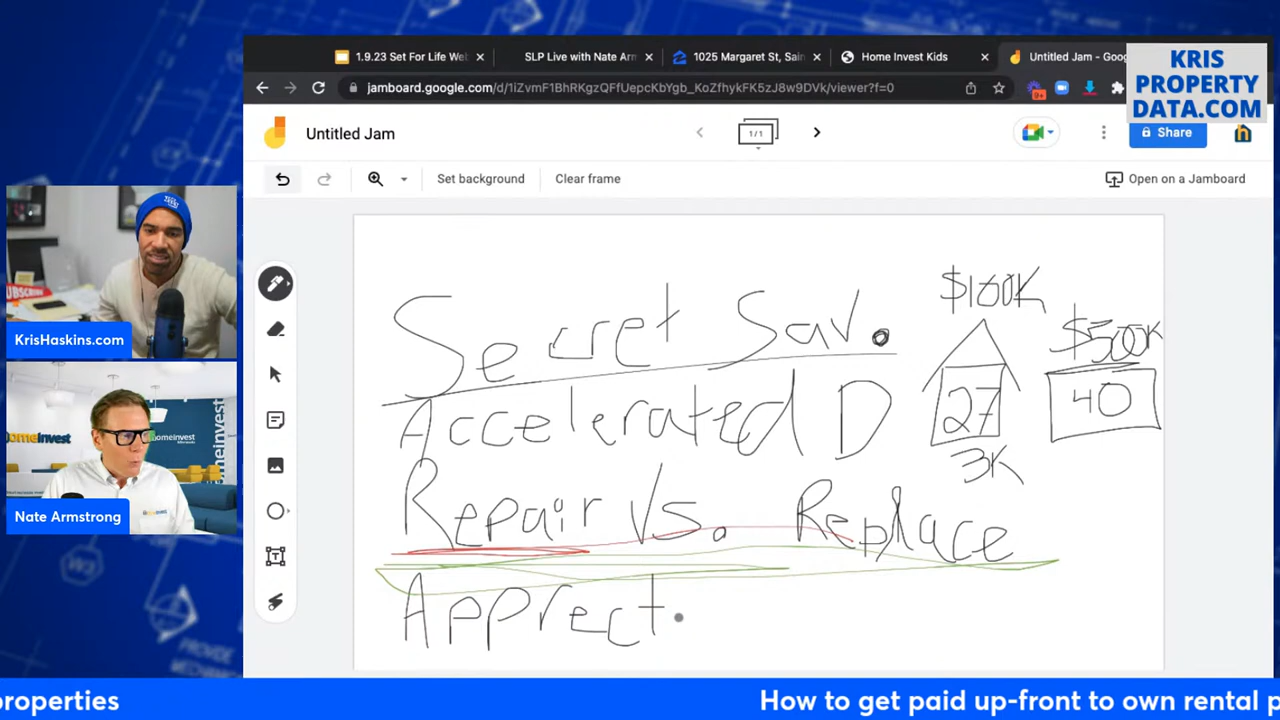 1.9.23 Set For Life We
SLP Live with Nate Arm
1025 Margaret St, Sain
Home Invest Kids
Untitled Jam - Goog
KRIS
PROPERTY
DATA.COM
jamboard.google.com/d/1iZvmF1BhRKgzQFfUepcKbYgb_KoZfhykFK5zJ8w9DVk/viewer?f=0
Untitled Jam
1/1
Share
Set background
Clear frame
Open on a Jamboard
Secret Sav.
$100K
$500K
Accelerated D
27
40
3K
Repair Vs. Replace
Apprect
SUBSCRIBE
KrisHaskins.com
homeinvest
Nate Armstrong
properties
How to get paid up-front to own rental p